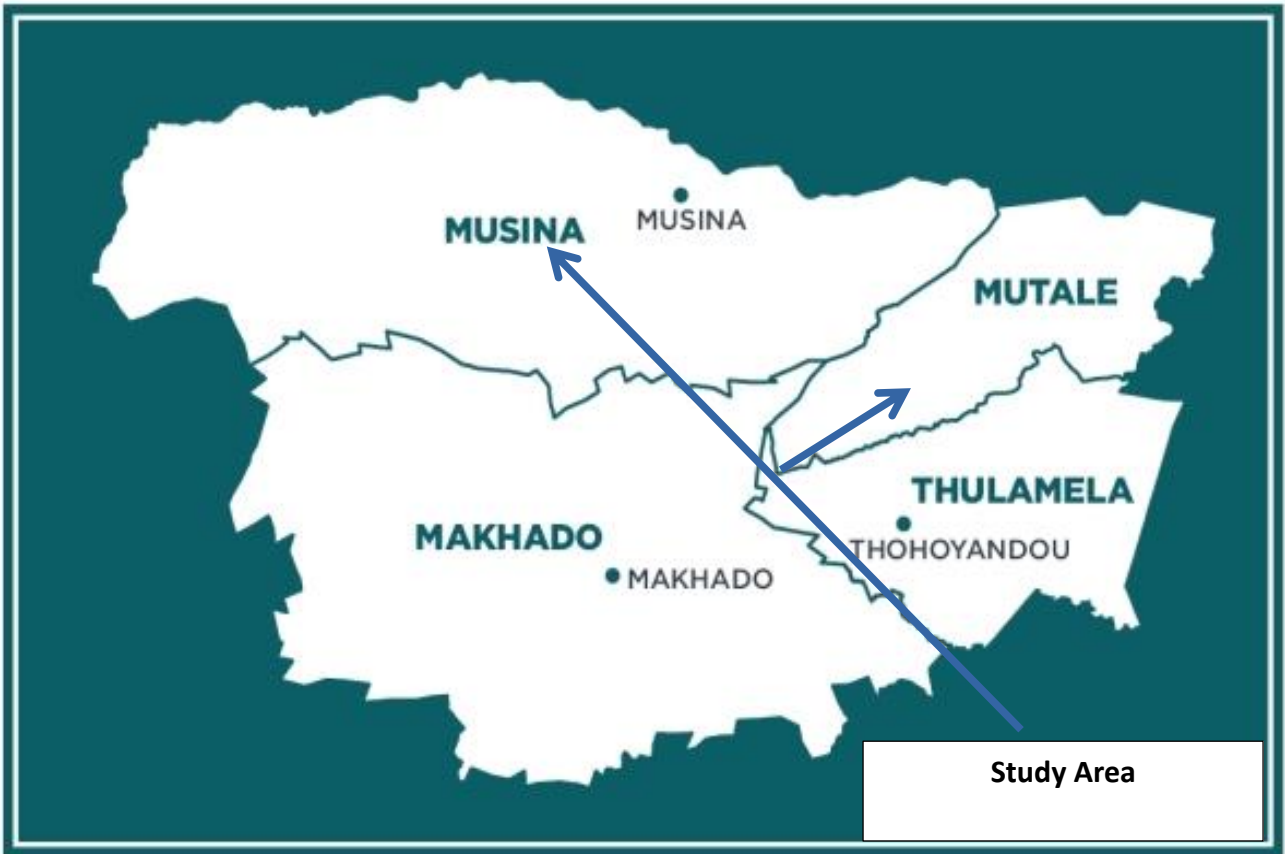 MUSINA
MUSINA
MUTALE
THULAMELA
THOHOYANDOU
MAKHADO
MAKHADO
Study Area